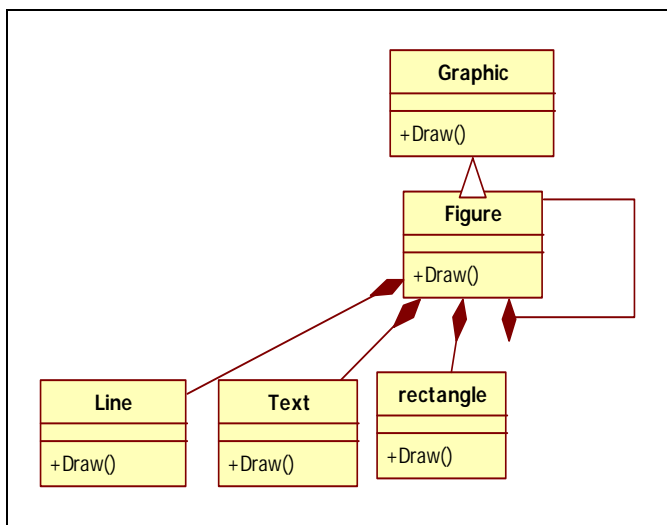 Graphic
+Draw()
Figure
+Draw()
Line
+Draw()
Text
+Draw()
rectangle
+Draw()